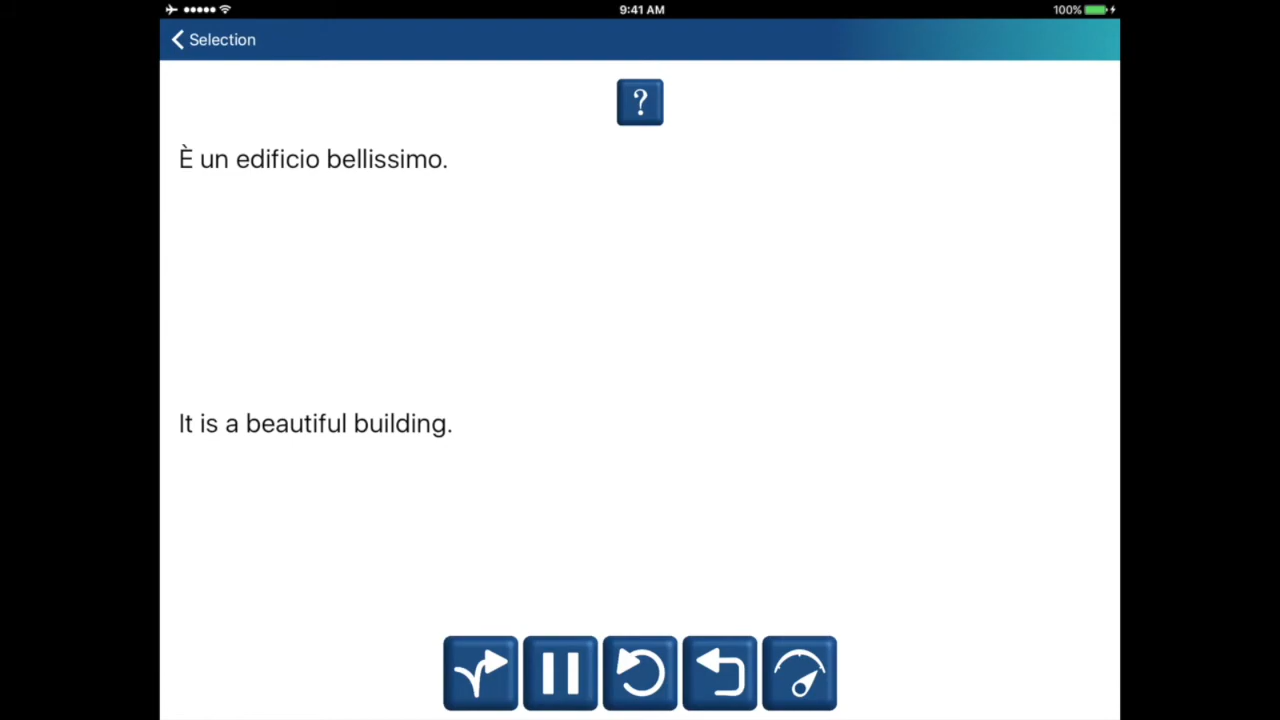 9:41 AM
100%
Selection
?
È un edificio bellissimo.
It is a beautiful building.